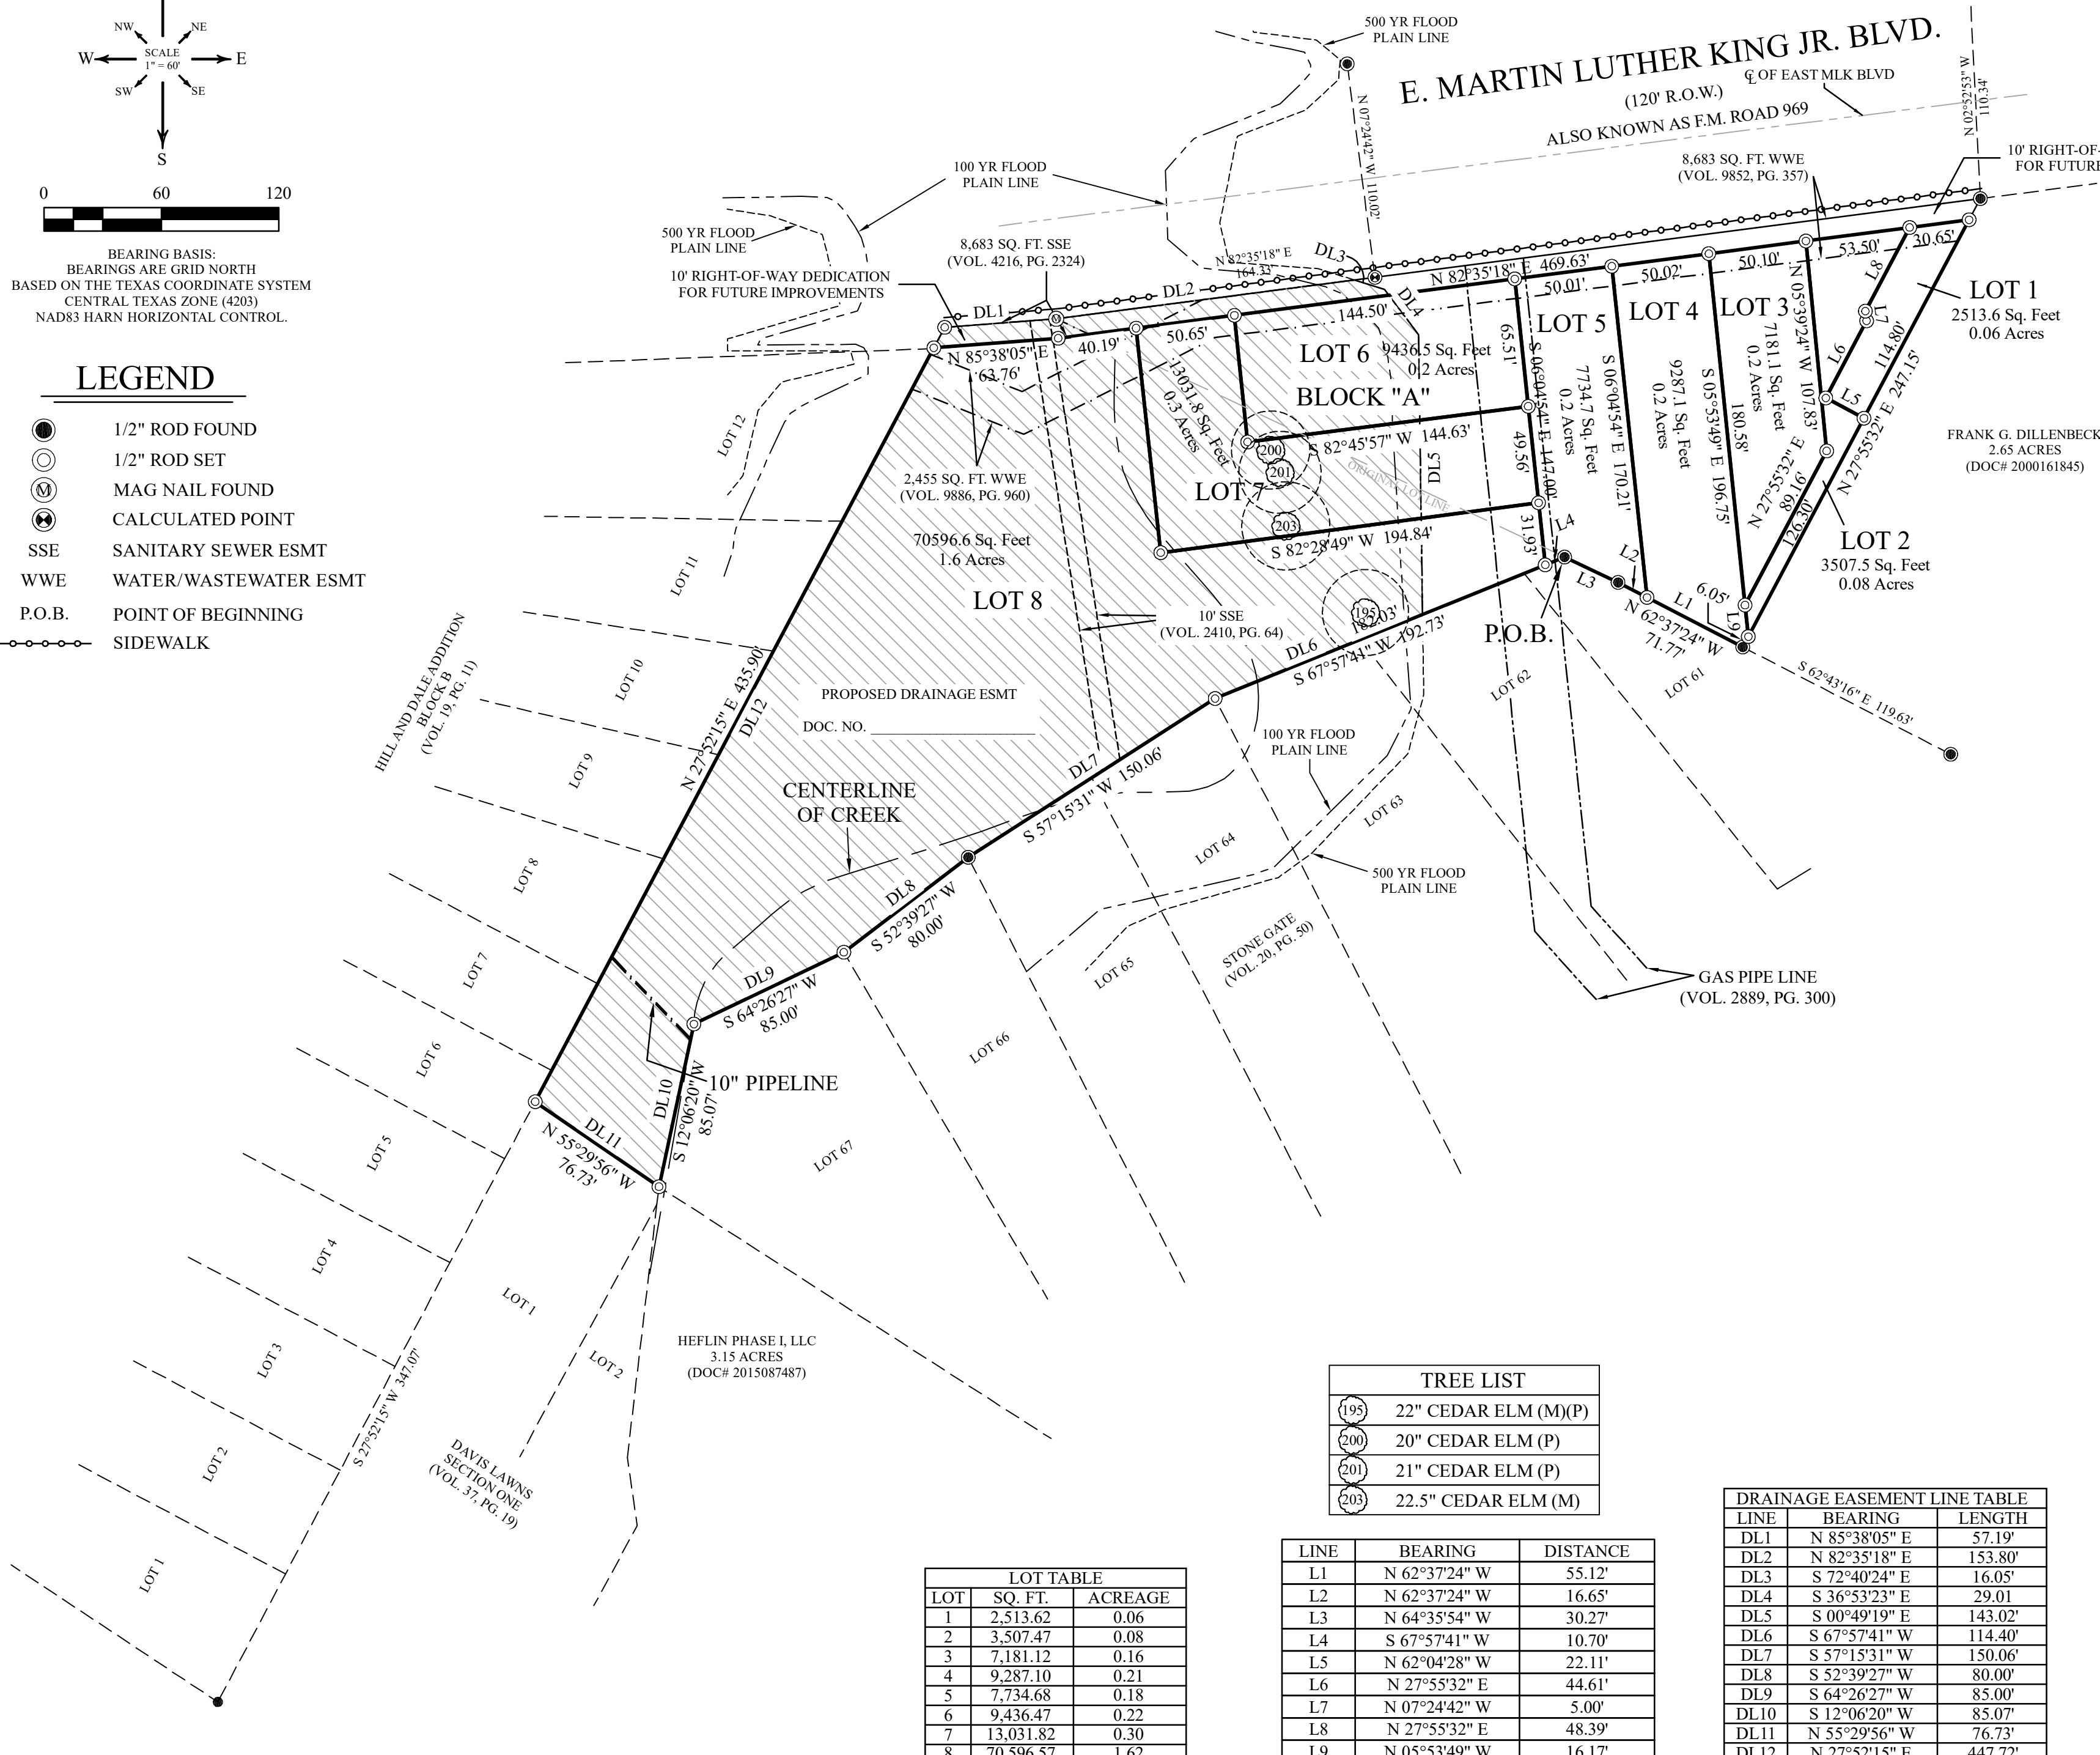 NW
NE
W
SCALE
1" = 60'
E
SW
SE
S
0 60 120
BEARING BASIS:
BEARINGS ARE GRID NORTH
BASED ON THE TEXAS COORDINATE SYSTEM
CENTRAL TEXAS ZONE (4203)
NAD83 HARN HORIZONTAL CONTROL.
LEGEND
1/2" ROD FOUND
1/2" ROD SET
M MAG NAIL FOUND
CALCULATED POINT
SSE SANITARY SEWER ESMT
WWE WATER/WASTEWATER ESMT
P.O.B. POINT OF BEGINNING
SIDEWALK
500 YR FLOOD
PLAIN LINE
E. MARTIN LUTHER KING JR. BLVD.
(120' R.O.W.)
℄ OF EAST MLK BLVD
ALSO KNOWN AS F.M. ROAD 969
N 02°52'53" W
110.34'
N 07°24'42" W 110.02'
100 YR FLOOD
PLAIN LINE
500 YR FLOOD
PLAIN LINE
8,683 SQ. FT. SSE
(VOL. 4216, PG. 2324)
10' RIGHT-OF-WAY DEDICATION
FOR FUTURE IMPROVEMENTS
8,683 SQ. FT. WWE
(VOL. 9852, PG. 357)
10' RIGHT-OF-
FOR FUTURE
N 82°35'18" E
164.33'
DL3
DL1
DL2
DL4
N 82°35'18" E 469.63'
M
N 85°38'05" E
63.76'
40.19'
50.65'
144.50'
50.01'
50.02'
50.10'
53.50'
30.65'
LOT 1
2513.6 Sq. Feet
0.06 Acres
LOT 5
LOT 4
LOT 3
LOT 6
9436.5 Sq. Feet
0.2 Acres
BLOCK "A"
65.51'
S 06°04'54" E 147.00'
7734.7 Sq. Feet
0.2 Acres
S 06°04'54" E 170.21'
9287.1 Sq. Feet
0.2 Acres
S 05°53'49" E 196.75'
180.58'
7181.1 Sq. Feet
0.2 Acres
N 05°39'24" W 107.83'
L8
L7
L6
L5
114.80'
N 27°55'32" E 247.15'
N 27°55'32" E
89.16'
126.30'
FRANK G. DILLENBECK
2.65 ACRES
(DOC# 2000161845)
LOT 2
3507.5 Sq. Feet
0.08 Acres
13031.8 Sq. Feet
0.3 Acres
S 82°45'57" W 144.63'
DL5
49.56'
ORIGINAL LOT LINE
200
201
203
LOT 7
S 82°28'49" W 194.84'
31.93'
L4
L3
L2
L1
6.05'
L9
N 62°37'24" W
71.77'
P.O.B.
S 62°43'16" E 119.63'
2,455 SQ. FT. WWE
(VOL. 9886, PG. 960)
70596.6 Sq. Feet
1.6 Acres
LOT 8
10' SSE
(VOL. 2410, PG. 64)
195
182.03'
DL6
S 67°57'41" W 192.73'
PROPOSED DRAINAGE ESMT
DOC. NO.
N 27°52'15" E 435.90'
DL12
CENTERLINE
OF CREEK
DL7
S 57°15'31" W 150.06'
DL8
S 52°39'27" W
80.00'
DL9
S 64°26'27" W
85.00'
DL10
S 12°06'20" W
85.07'
10" PIPELINE
DL11
N 55°29'56" W
76.73'
100 YR FLOOD
PLAIN LINE
500 YR FLOOD
PLAIN LINE
GAS PIPE LINE
(VOL. 2889, PG. 300)
STONE GATE
(VOL. 20, PG. 50)
LOT 61
LOT 62
LOT 63
LOT 64
LOT 65
LOT 66
LOT 67
HILL AND DALE ADDITION
BLOCK B
(VOL. 19, PG. 11)
LOT 12
LOT 11
LOT 10
LOT 9
LOT 8
LOT 7
LOT 6
LOT 5
LOT 4
LOT 3
LOT 2
LOT 1
S 27°52'15" W 347.07'
LOT 1
LOT 2
DAVIS LAWNS
SECTION ONE
(VOL. 37, PG. 19)
HEFLIN PHASE I, LLC
3.15 ACRES
(DOC# 2015087487)
TREE LIST
195 22" CEDAR ELM (M)(P)
200 20" CEDAR ELM (P)
201 21" CEDAR ELM (P)
203 22.5" CEDAR ELM (M)
LOT TABLE
LOT SQ. FT. ACREAGE
1 2,513.62 0.06
2 3,507.47 0.08
3 7,181.12 0.16
4 9,287.10 0.21
5 7,734.68 0.18
6 9,436.47 0.22
7 13,031.82 0.30
8 70,596.57 1.62
LINE BEARING DISTANCE
L1 N 62°37'24" W 55.12'
L2 N 62°37'24" W 16.65'
L3 N 64°35'54" W 30.27'
L4 S 67°57'41" W 10.70'
L5 N 62°04'28" W 22.11'
L6 N 27°55'32" E 44.61'
L7 N 07°24'42" W 5.00'
L8 N 27°55'32" E 48.39'
L9 N 05°53'49" W 16.17'
DRAINAGE EASEMENT LINE TABLE
LINE BEARING LENGTH
DL1 N 85°38'05" E 57.19'
DL2 N 82°35'18" E 153.80'
DL3 S 72°40'24" E 16.05'
DL4 S 36°53'23" E 29.01
DL5 S 00°49'19" E 143.02'
DL6 S 67°57'41" W 114.40'
DL7 S 57°15'31" W 150.06'
DL8 S 52°39'27" W 80.00'
DL9 S 64°26'27" W 85.00'
DL10 S 12°06'20" W 85.07'
DL11 N 55°29'56" W 76.73'
DL12 N 27°52'15" E 447.72'